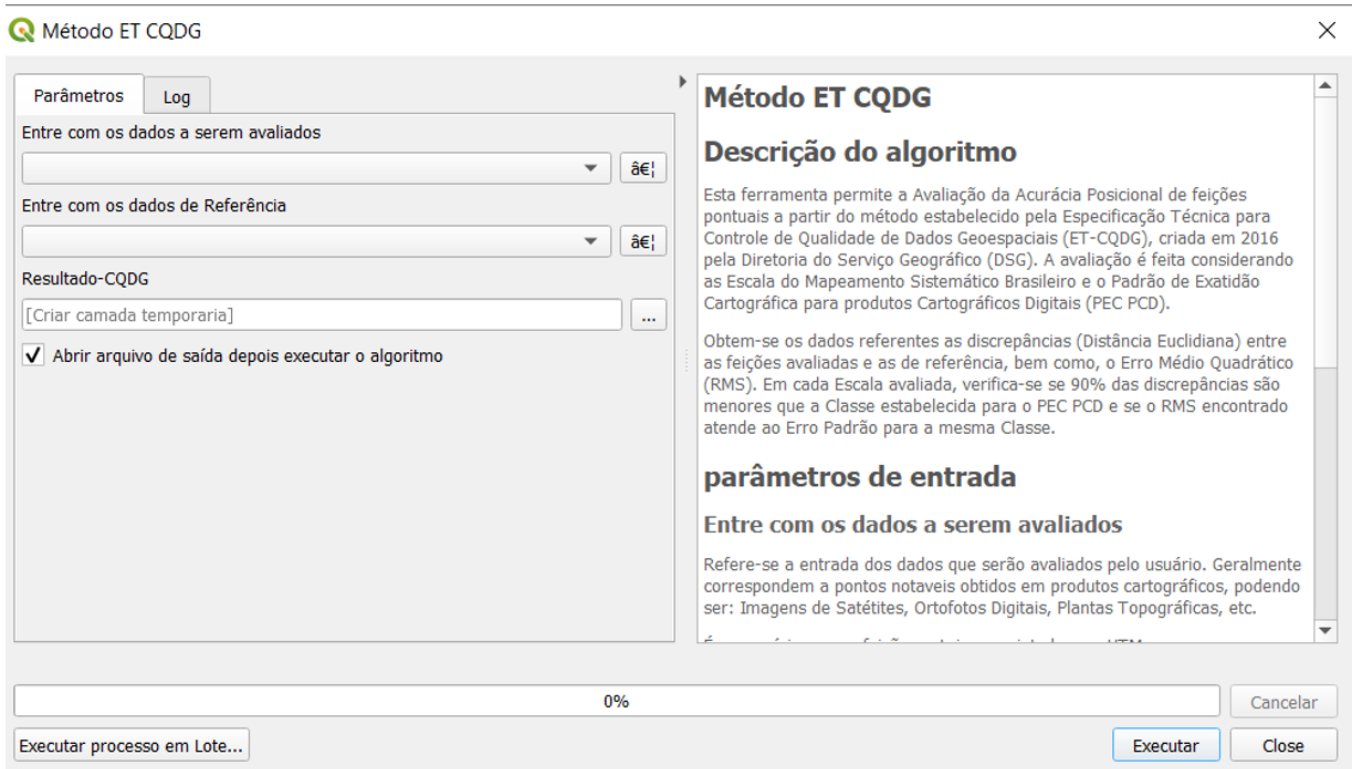 Método ET CQDG
Parâmetros
Log
Entre com os dados a serem avaliados
â€¦
Entre com os dados de Referência
â€¦
Resultado-CQDG
[Criar camada temporaria]
...
Abrir arquivo de saída depois executar o algoritmo
Método ET CQDG
Descrição do algoritmo
Esta ferramenta permite a Avaliação da Acurácia Posicional de feições
pontuais a partir do método estabelecido pela Especificação Técnica para
Controle de Qualidade de Dados Geoespaciais (ET-CQDG), criada em 2016
pela Diretoria do Serviço Geográfico (DSG). A avaliação é feita considerando
as Escala do Mapeamento Sistemático Brasileiro e o Padrão de Exatidão
Cartográfica para produtos Cartográficos Digitais (PEC PCD).
Obtem-se os dados referentes as discrepâncias (Distância Euclidiana) entre
as feições avaliadas e as de referência, bem como, o Erro Médio Quadrático
(RMS). Em cada Escala avaliada, verifica-se se 90% das discrepâncias são
menores que a Classe estabelecida para o PEC PCD e se o RMS encontrado
atende ao Erro Padrão para a mesma Classe.
parâmetros de entrada
Entre com os dados a serem avaliados
Refere-se a entrada dos dados que serão avaliados pelo usuário. Geralmente
correspondem a pontos notaveis obtidos em produtos cartográficos, podendo
ser: Imagens de Satétites, Ortofotos Digitais, Plantas Topográficas, etc.
0%
Cancelar
Executar processo em Lote...
Executar
Close